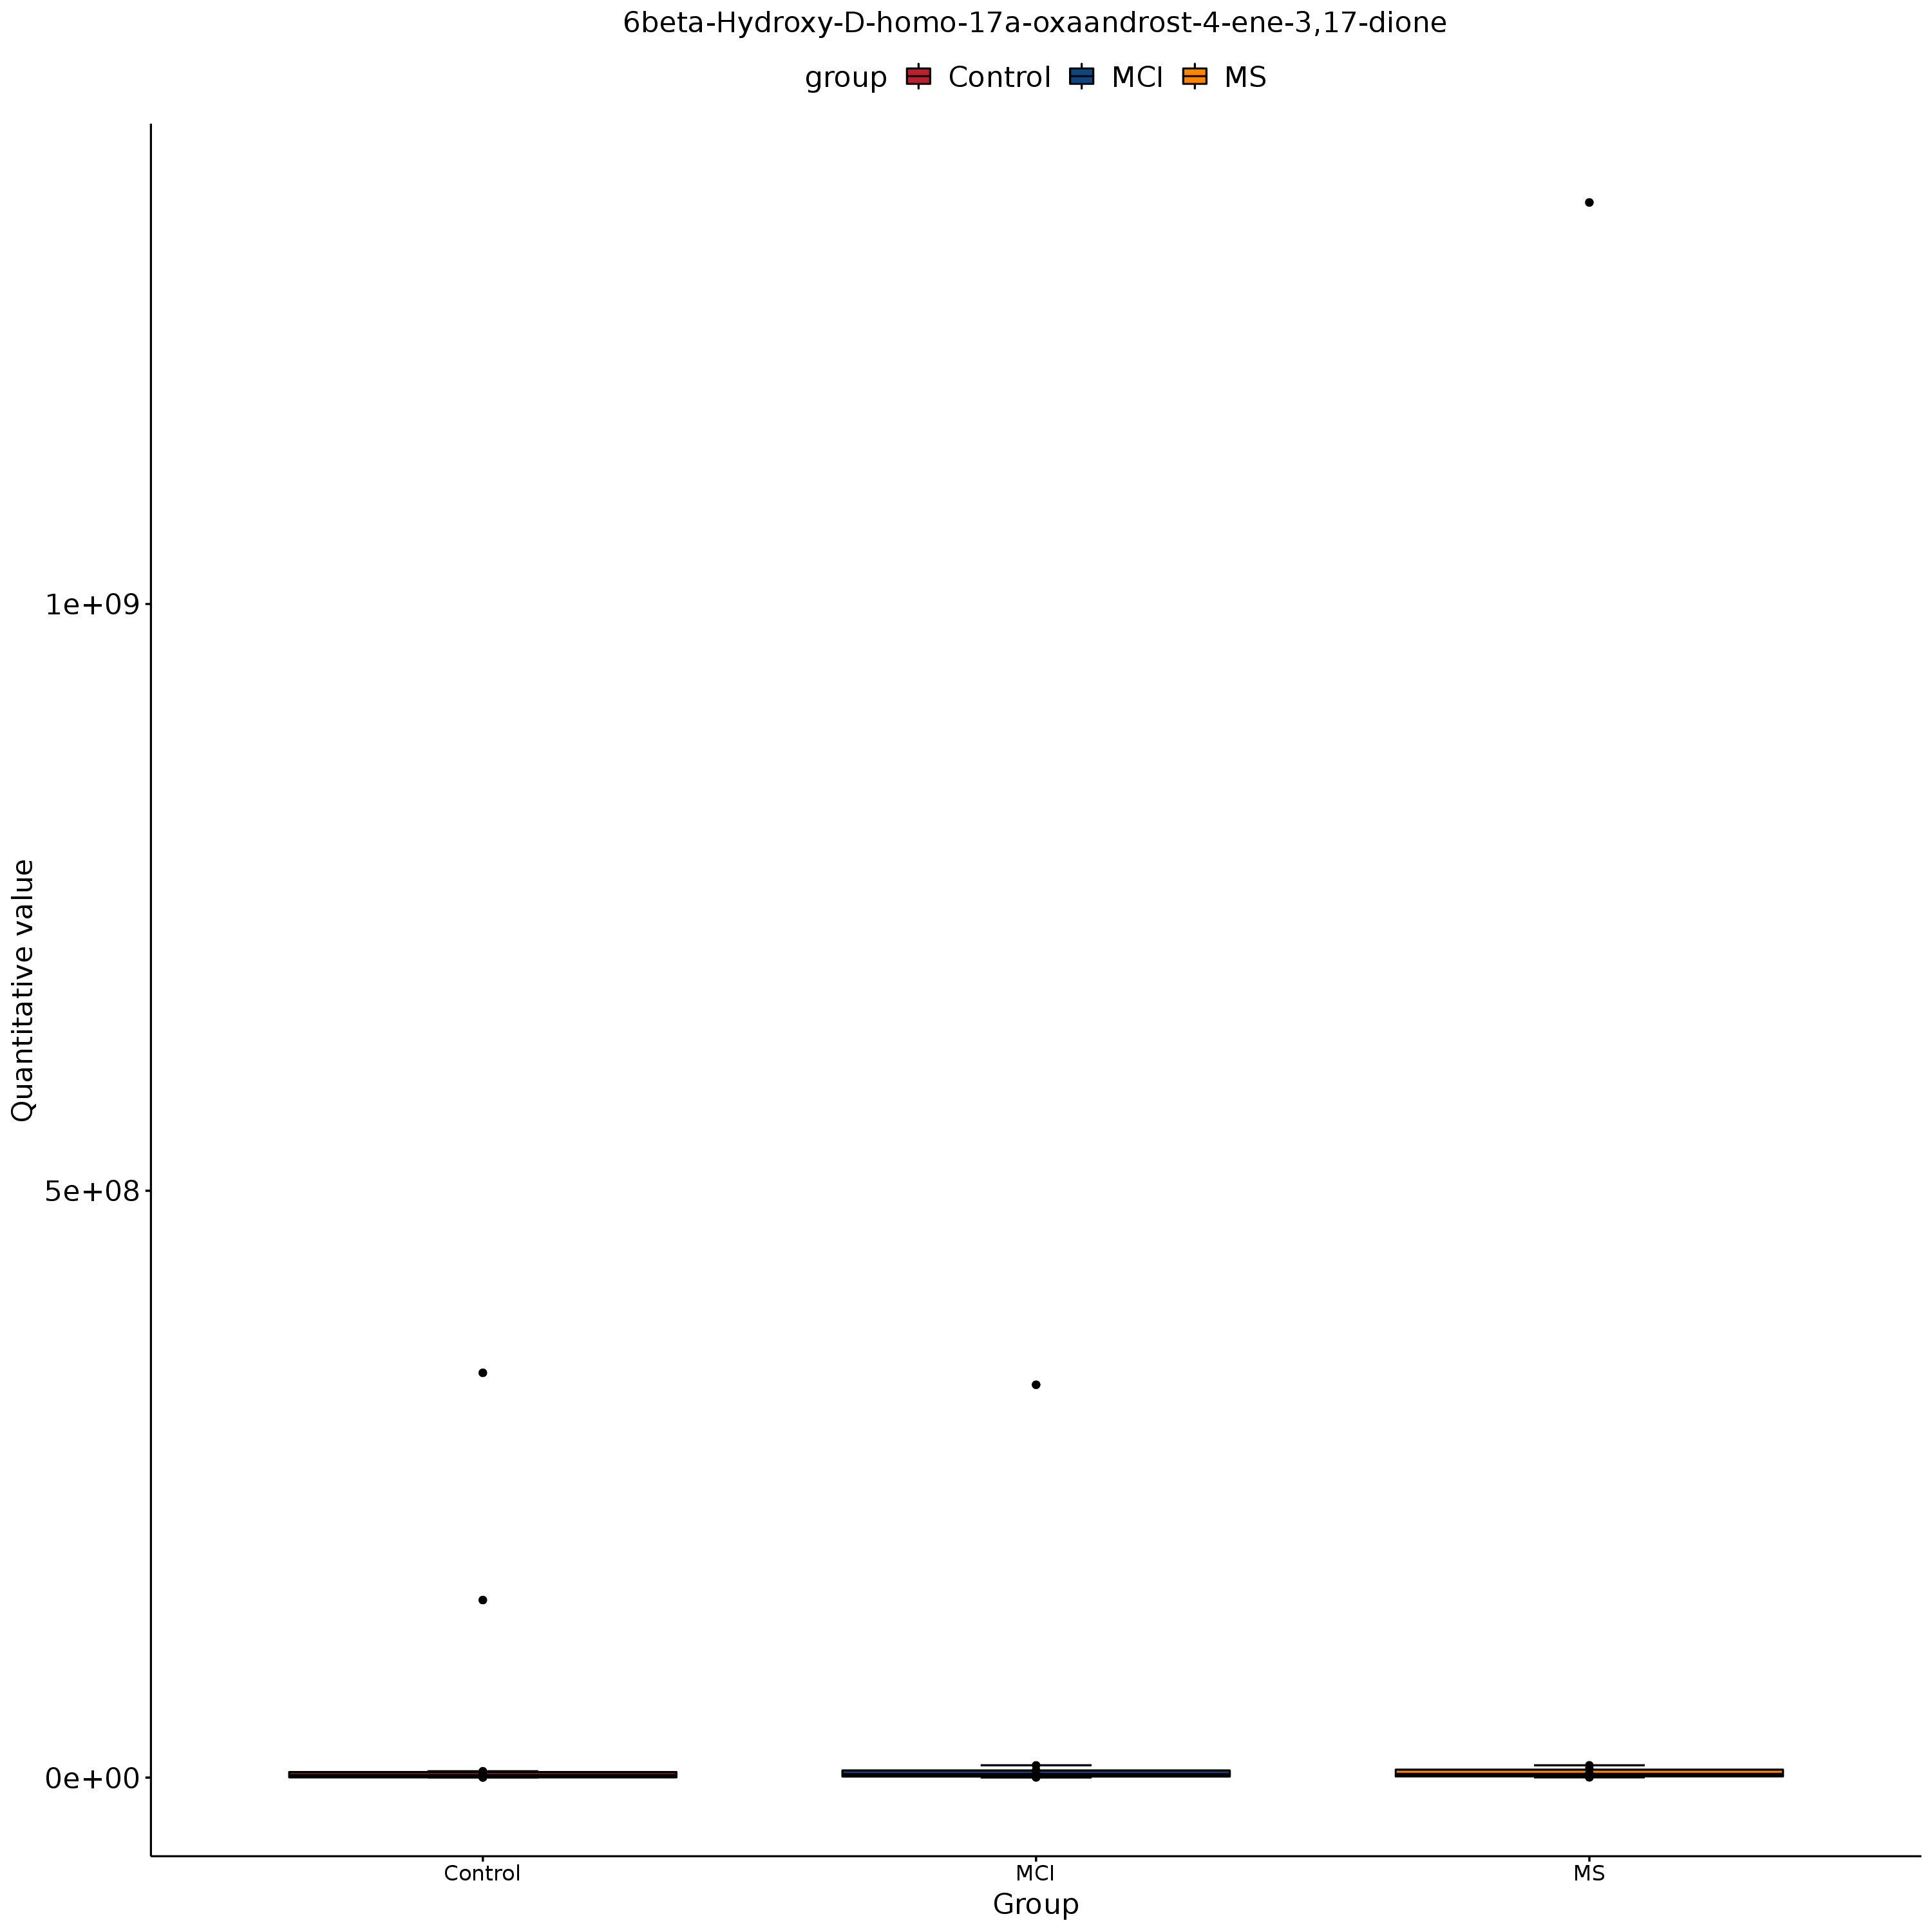 6beta-Hydroxy-D-homo-17a-oxaandrost-4-ene-3,17-dione
group Control MCI MS
Quantitative value
1e+09
5e+08
0e+00
Control MCI MS
Group